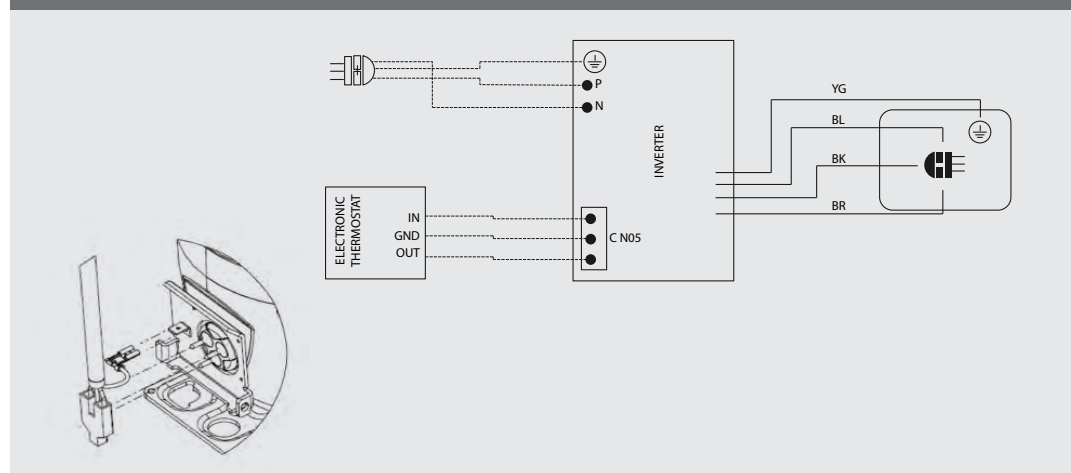 P
N
INVERTER
YG
BL
BK
BR
ELECTRONIC
THERMOSTAT
IN
GND
OUT
C N05